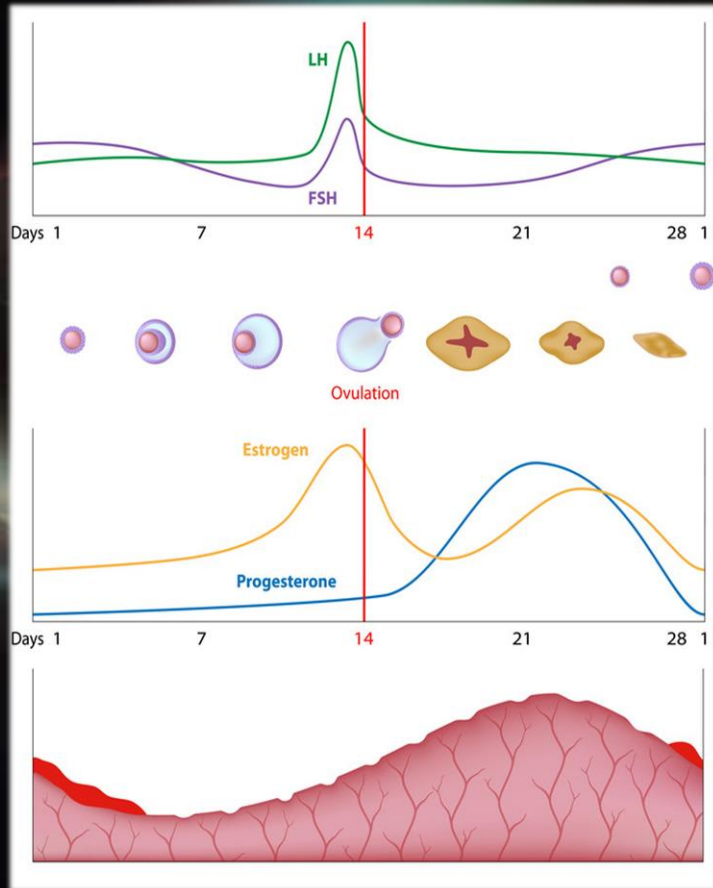 LH
FSH
Days 1 7 14 21 28 1
Ovulation
Estrogen
Progesterone
Days 1 7 14 21 28 1